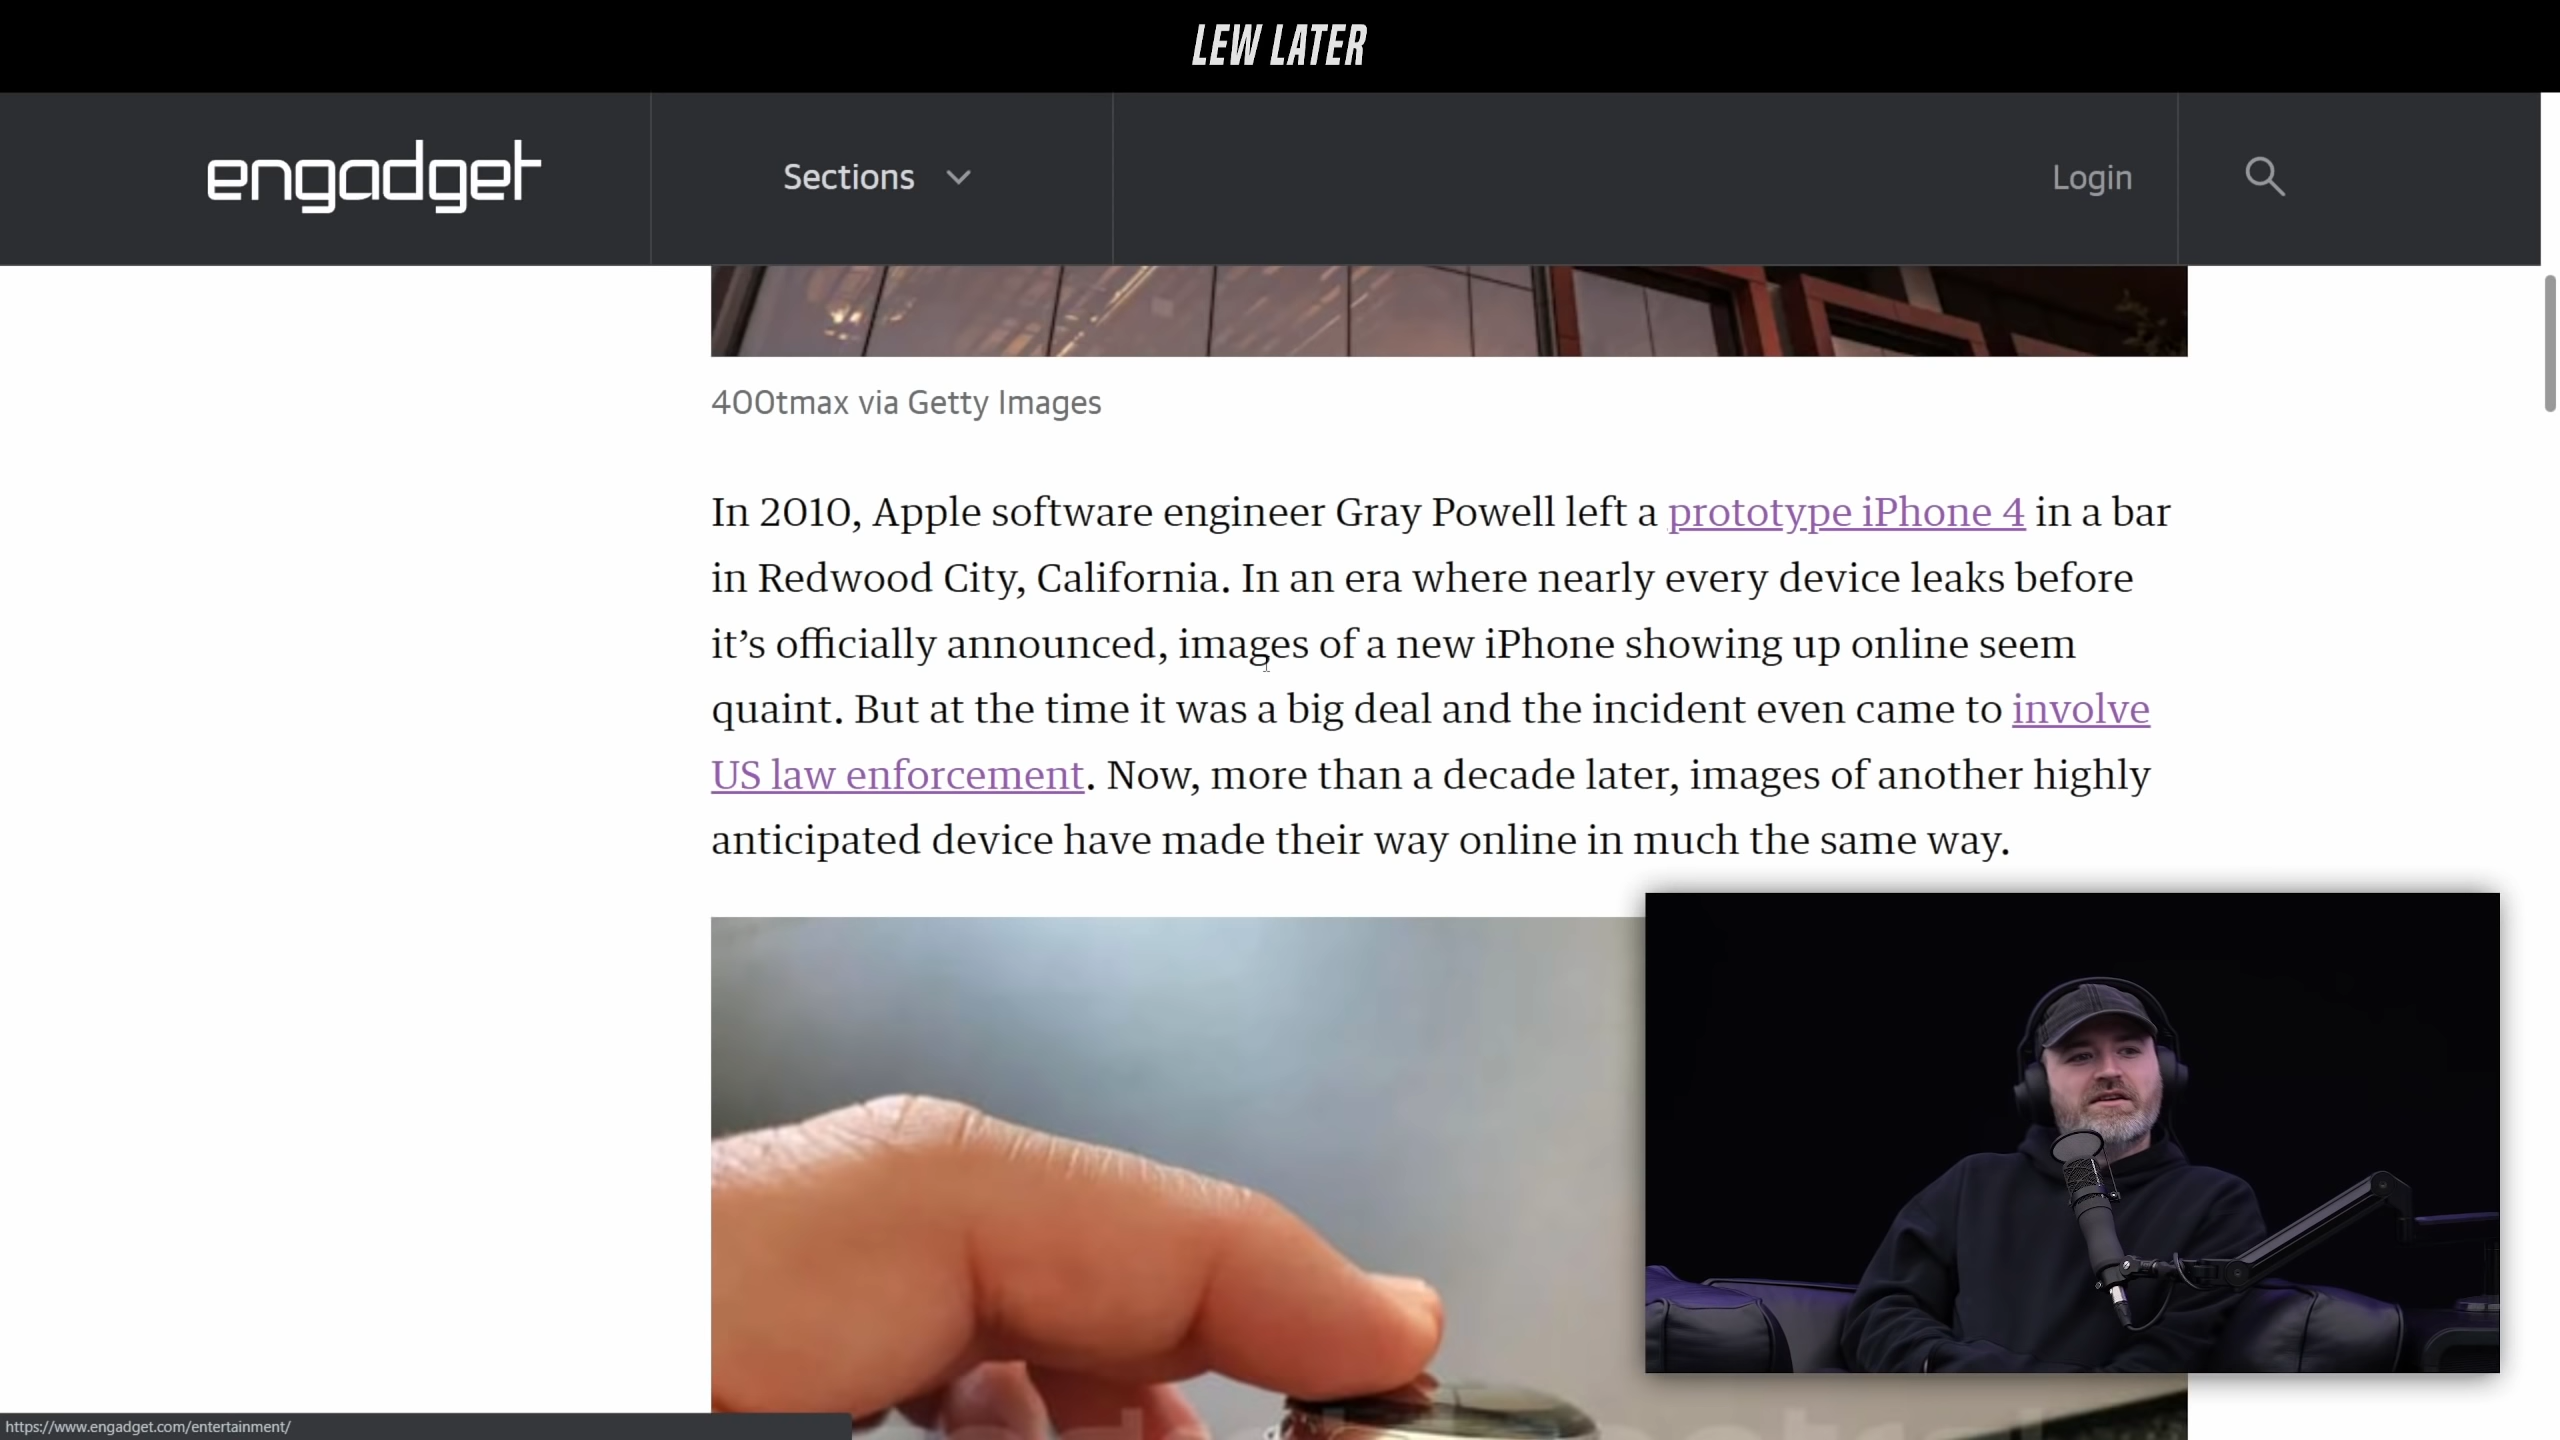 LEW LATER
engadget
Sections
Login
400tmax via Getty Images
In 2010, Apple software engineer Gray Powell left a prototype iPhone 4 in a bar
in Redwood City, California. In an era where nearly every device leaks before
it’s officially announced, images of a new iPhone showing up online seem
quaint. But at the time it was a big deal and the incident even came to involve
US law enforcement. Now, more than a decade later, images of another highly
anticipated device have made their way online in much the same way.
https://www.engadget.com/entertainment/